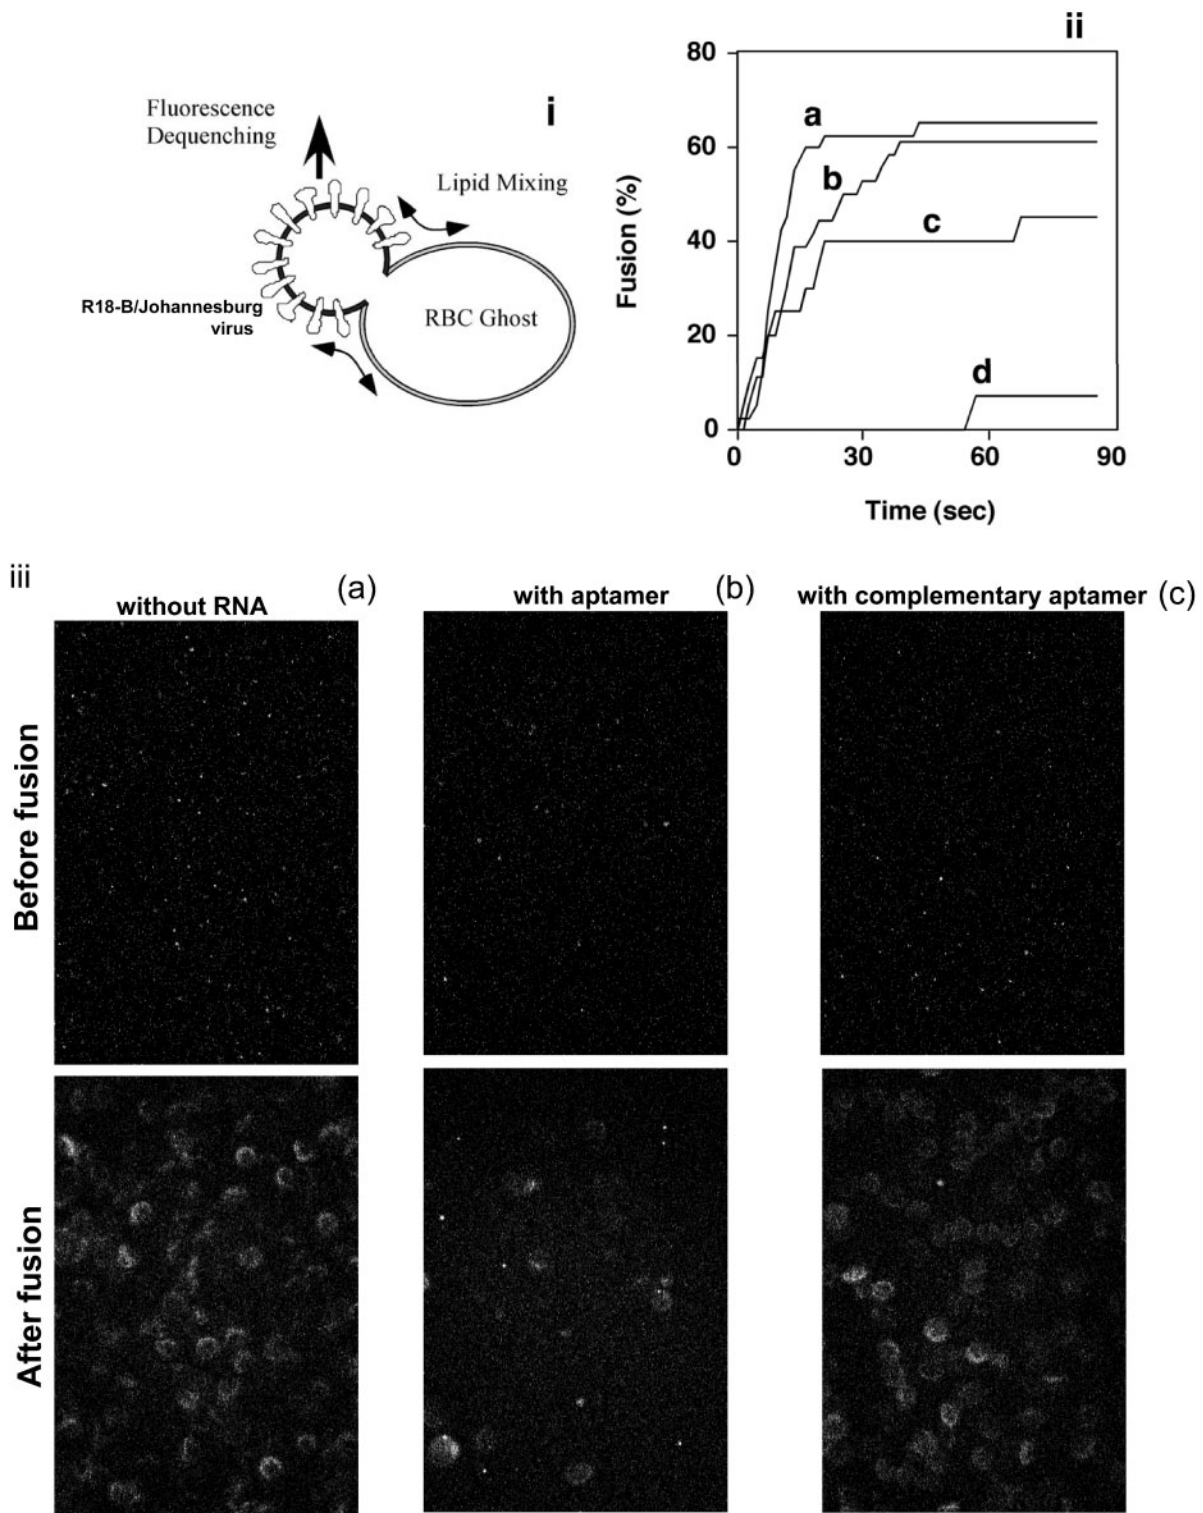 i
Fluorescence
Dequenching
Lipid Mixing
R18-B/Johannesburg
virus
RBC Ghost
ii
80
60
40
20
0
Fusion (%)
a
b
c
d
0 30 60 90
Time (sec)
iii
without RNA (a)
with aptamer (b)
with complementary aptamer (c)
Before fusion
After fusion